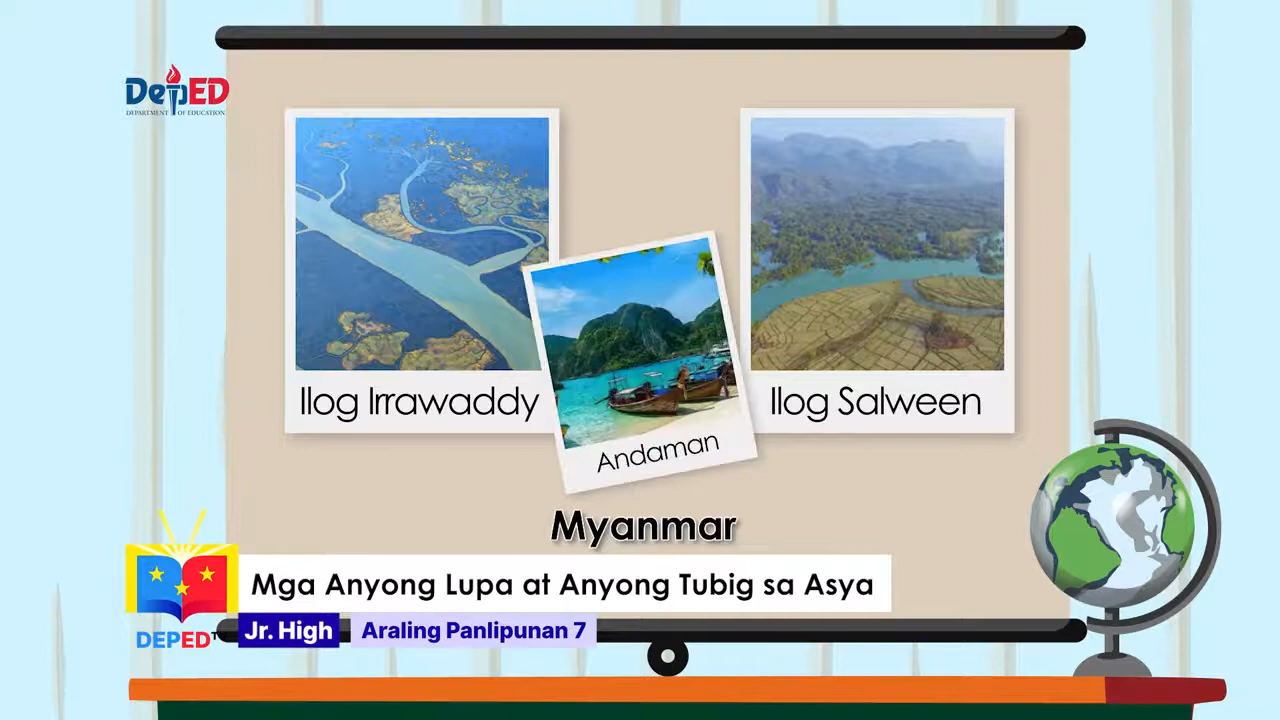 DepED
DEPARTMENT OF EDUCATION
Ilog Irrawaddy
Andaman
Ilog Salween
Myanmar
Mga Anyong Lupa at Anyong Tubig sa Asya
DEPED TV
Jr. High
Araling Panlipunan 7